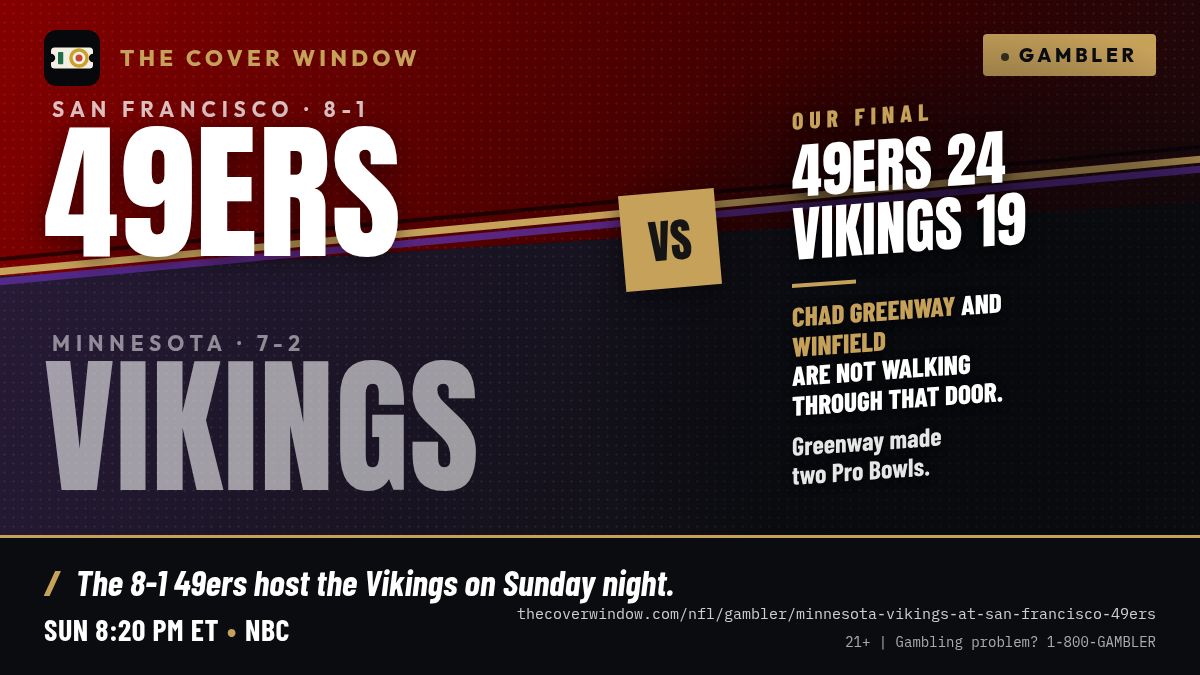 THE COVER WINDOW
GAMBLER
SAN FRANCISCO · 8-1
49ERS
MINNESOTA · 7-2
VIKINGS
VS
OUR FINAL
49ERS 24
VIKINGS 19
CHAD GREENWAY AND
WINFIELD
ARE NOT WALKING
THROUGH THAT DOOR.
Greenway made
two Pro Bowls.
/ The 8-1 49ers host the Vikings on Sunday night.
SUN 8:20 PM ET • NBC
thecoverwindow.com/nfl/gambler/minnesota-vikings-at-san-francisco-49ers
21+ | Gambling problem? 1-800-GAMBLER